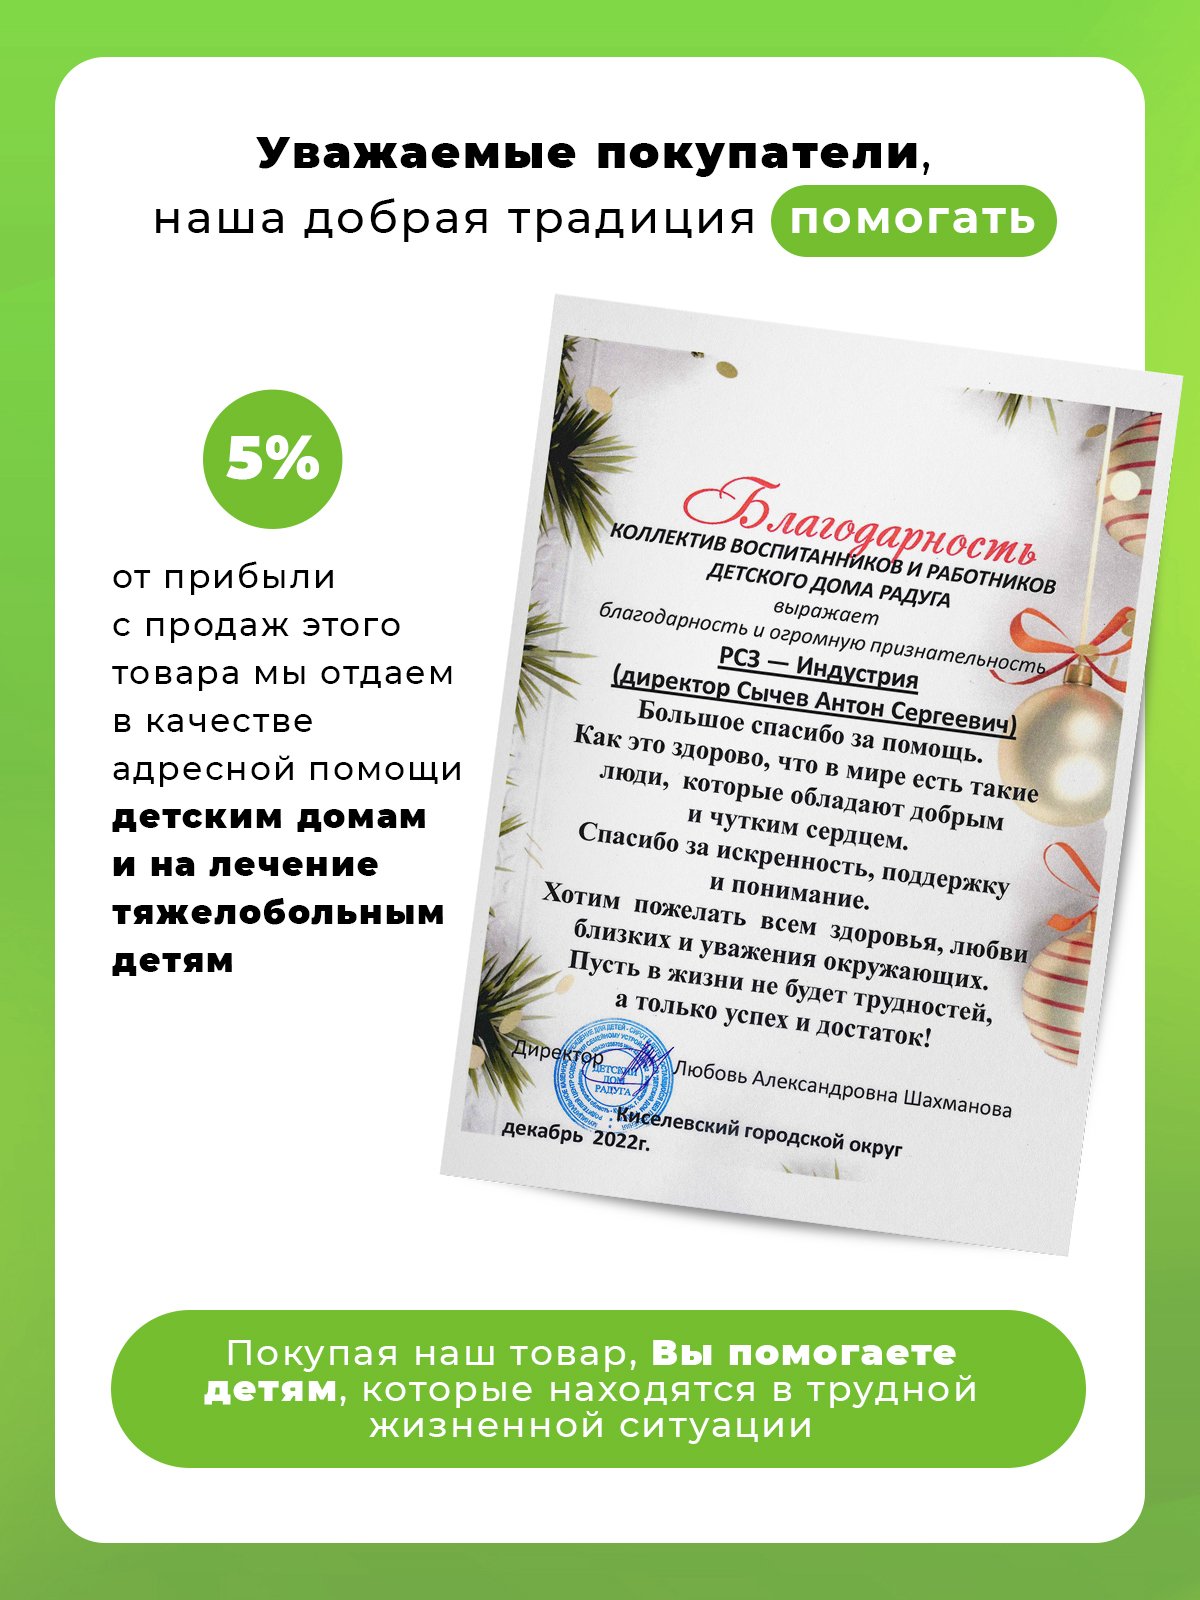 Уважаемые покупатели,
наша добрая традиция помогать
5%
от прибыли
с продаж этого
товара мы отдаем
в качестве
адресной помощи
детским домам
и на лечение
тяжелобольным
детям
Благодарность
КОЛЛЕКТИВ ВОСПИТАННИКОВ И РАБОТНИКОВ
ДЕТСКОГО ДОМА РАДУГА
выражает
благодарность и огромную признательность
РСЗ — Индустрия
(директор Сычев Антон Сергеевич)
Большое спасибо за помощь.
Как это здорово, что в мире есть такие
люди, которые обладают добрым
и чутким сердцем.
Спасибо за искренность, поддержку
и понимание.
Хотим пожелать всем здоровья, любви
близких и уважения окружающих.
Пусть в жизни не будет трудностей,
а только успех и достаток!
Директор
Любовь Александровна Шахманова
ДЕТСКИЙ
ДОМ
РАДУГА
Киселевский городской округ
декабрь 2022г.
Покупая наш товар, Вы помогаете
детям, которые находятся в трудной
жизненной ситуации